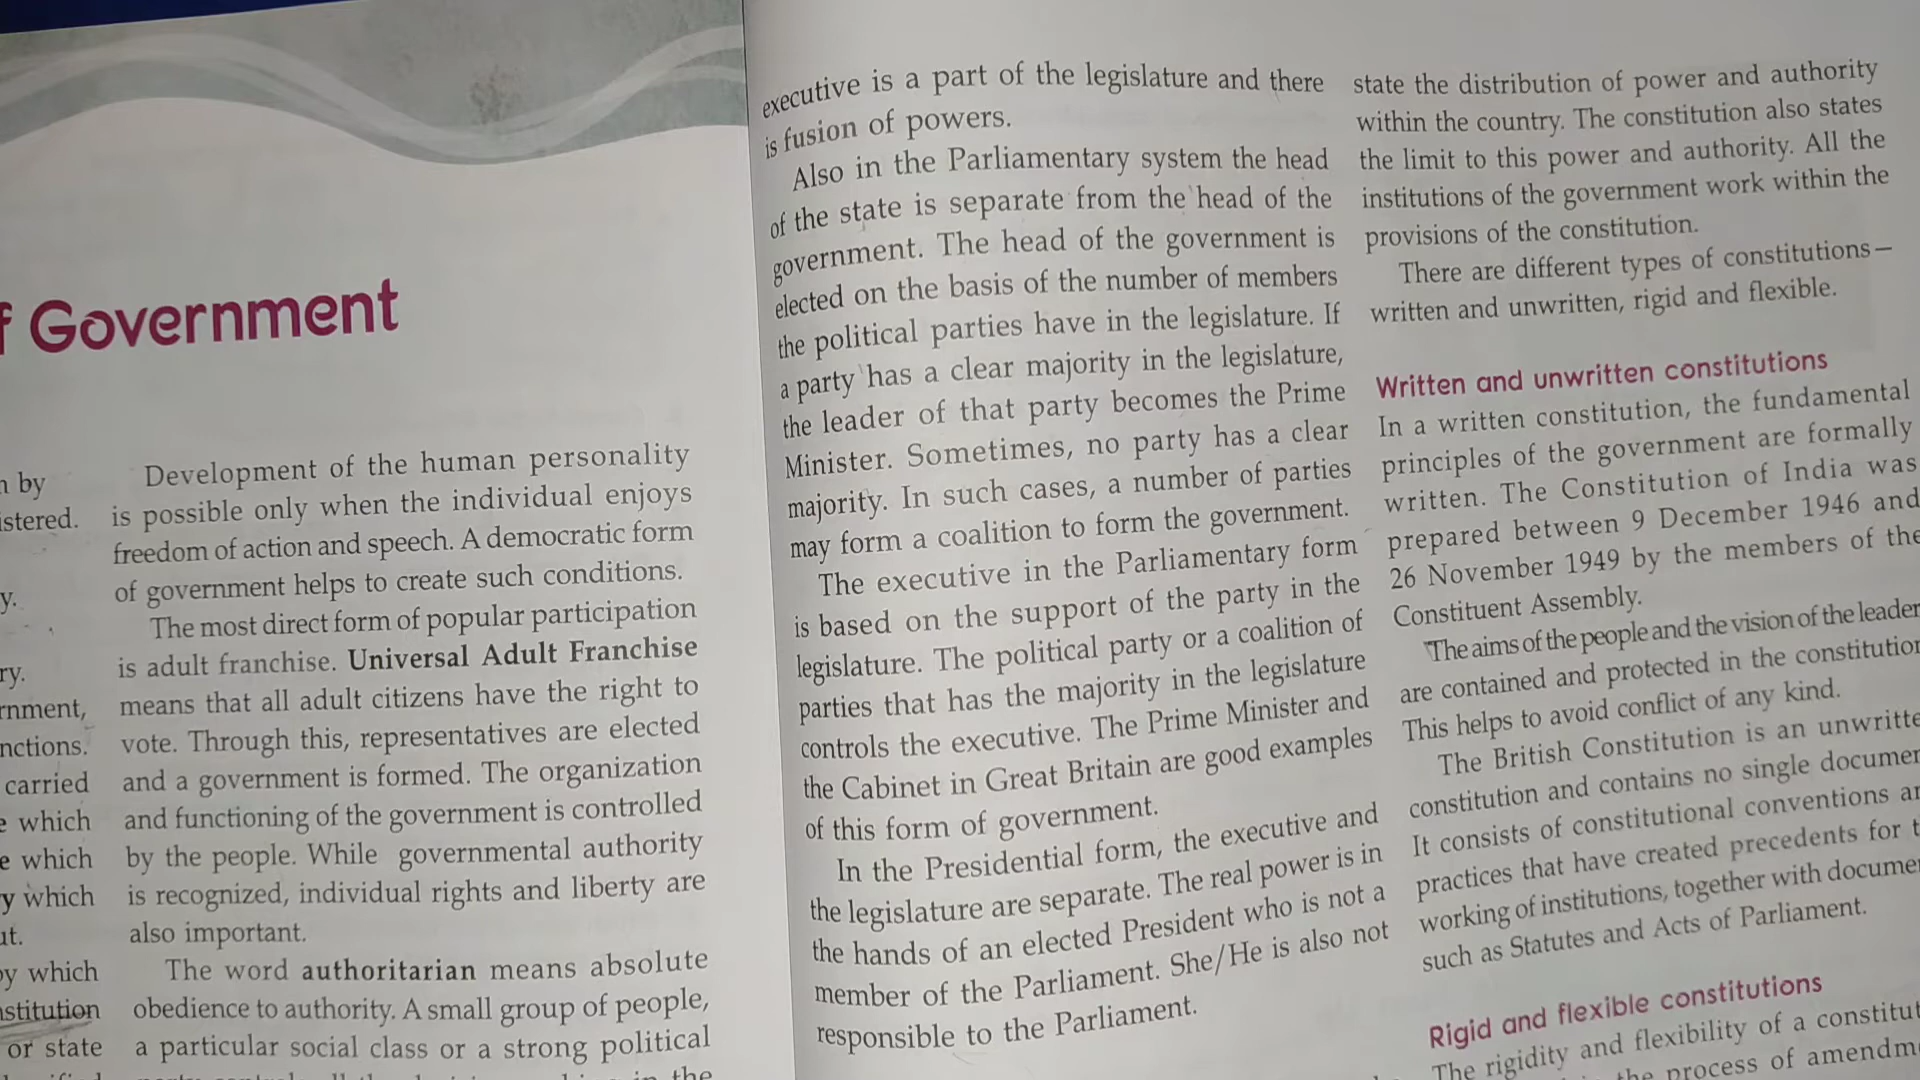 Government
by
Development of the human personality
is possible only when the individual enjoys
freedom of action and speech. A democratic form
of government helps to create such conditions.
The most direct form of popular participation
is adult franchise. Universal Adult Franchise
means that all adult citizens have the right to
vote. Through this, representatives are elected
carried
and a government is formed. The organization
which
and functioning of the government is controlled
which
by the people. While governmental authority
which
is recognized, individual rights and liberty are
also important.
which
The word authoritarian means absolute
obedience to authority. A small group of people,
or state
a particular social class or a strong political
in the
executive is a part of the legislature and there
is fusion of powers.
Also in the Parliamentary system the head
of the state is separate from the head of the
government. The head of the government is
elected on the basis of the number of members
the political parties have in the legislature. If
a party has a clear majority in the legislature,
the leader of that party becomes the Prime
Minister. Sometimes, no party has a clear
majority. In such cases, a number of parties
may form a coalition to form the government.
The executive in the Parliamentary form
is based on the support of the party in the
legislature. The political party or a coalition of
parties that has the majority in the legislature
controls the executive. The Prime Minister and
the Cabinet in Great Britain are good examples
of this form of government.
In the Presidential form, the executive and
the legislature are separate. The real power is in
the hands of an elected President who is not a
member of the Parliament. She/He is also not
responsible to the Parliament.
state the distribution of power and authority
within the country. The constitution also states
the limit to this power and authority. All the
institutions of the government work within the
provisions of the constitution.
There are different types of constitutions—
written and unwritten, rigid and flexible.
Written and unwritten constitutions
In a written constitution, the fundamental
principles of the government are formally
written. The Constitution of India was
prepared between 9 December 1946 and
26 November 1949 by the members of the
Constituent Assembly.
The aims of the people and the vision of the leader
are contained and protected in the constitution
This helps to avoid conflict of any kind.
The British Constitution is an unwritte
constitution and contains no single documen
It consists of constitutional conventions an
practices that have created precedents for t
working of institutions, together with documen
such as Statutes and Acts of Parliament.
Rigid and flexible constitutions
The rigidity and flexibility of a constitut
the process of amendm